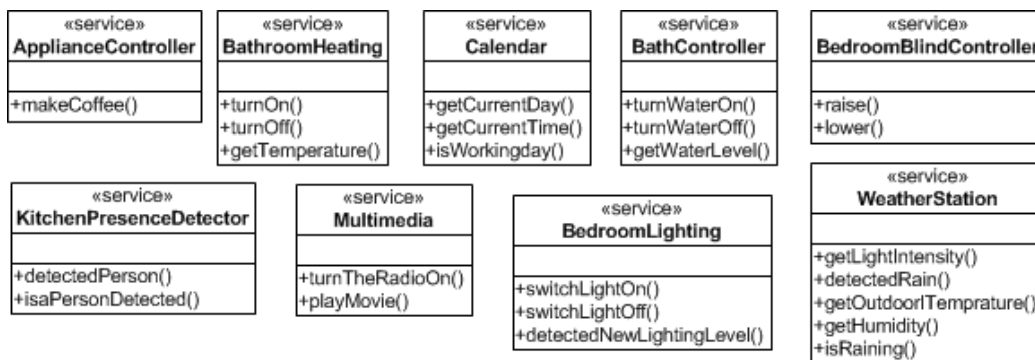 «service»
ApplianceController
+makeCoffee()
«service»
BathroomHeating
+turnOn()
+turnOff()
+getTemperature()
«service»
Calendar
+getCurrentDay()
+getCurrentTime()
+isWorkingday()
«service»
BathController
+turnWaterOn()
+turnWaterOff()
+getWaterLevel()
«service»
BedroomBlindController
+raise()
+lower()
«service»
KitchenPresenceDetector
+detectedPerson()
+isaPersonDetected()
«service»
Multimedia
+turnTheRadioOn()
+playMovie()
«service»
BedroomLighting
+switchLightOn()
+switchLightOff()
+detectedNewLightingLevel()
«service»
WeatherStation
+getLightIntensity()
+detectedRain()
+getOutdoorlTemprature()
+getHumidity()
+isRaining()